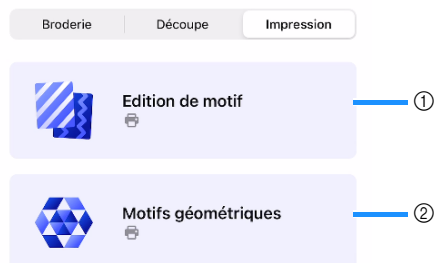 Broderie Découpe Impression
Edition de motif ①
Motifs géométriques ②